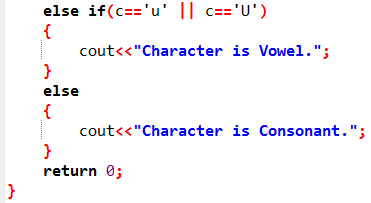 else if(c=='u' || c=='U')
{
cout<<"Character is Vowel.";
}
else
{
cout<<"Character is Consonant.";
}
return 0;
}